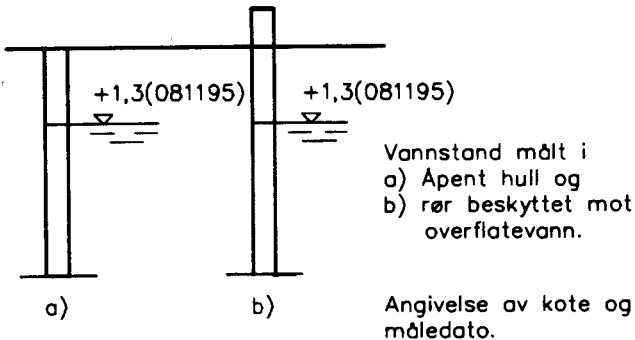 +1,3(081195)
+1,3(081195)
Vannstand målt i
a) Åpent hull og
b) rør beskyttet mot
overflatevann.
a)
b)
Angivelse av kote og
måledato.